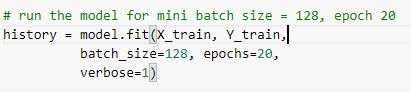 # run the model for mini batch size = 128, epoch 20
history = model.fit(X_train, Y_train,
batch_size=128, epochs=20,
verbose=1)